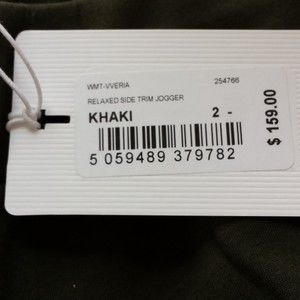 WMT-VVERIA 254766
RELAXED SIDE TRIM JOGGER
KHAKI 2 -
5 059489 379782
$ 159.00